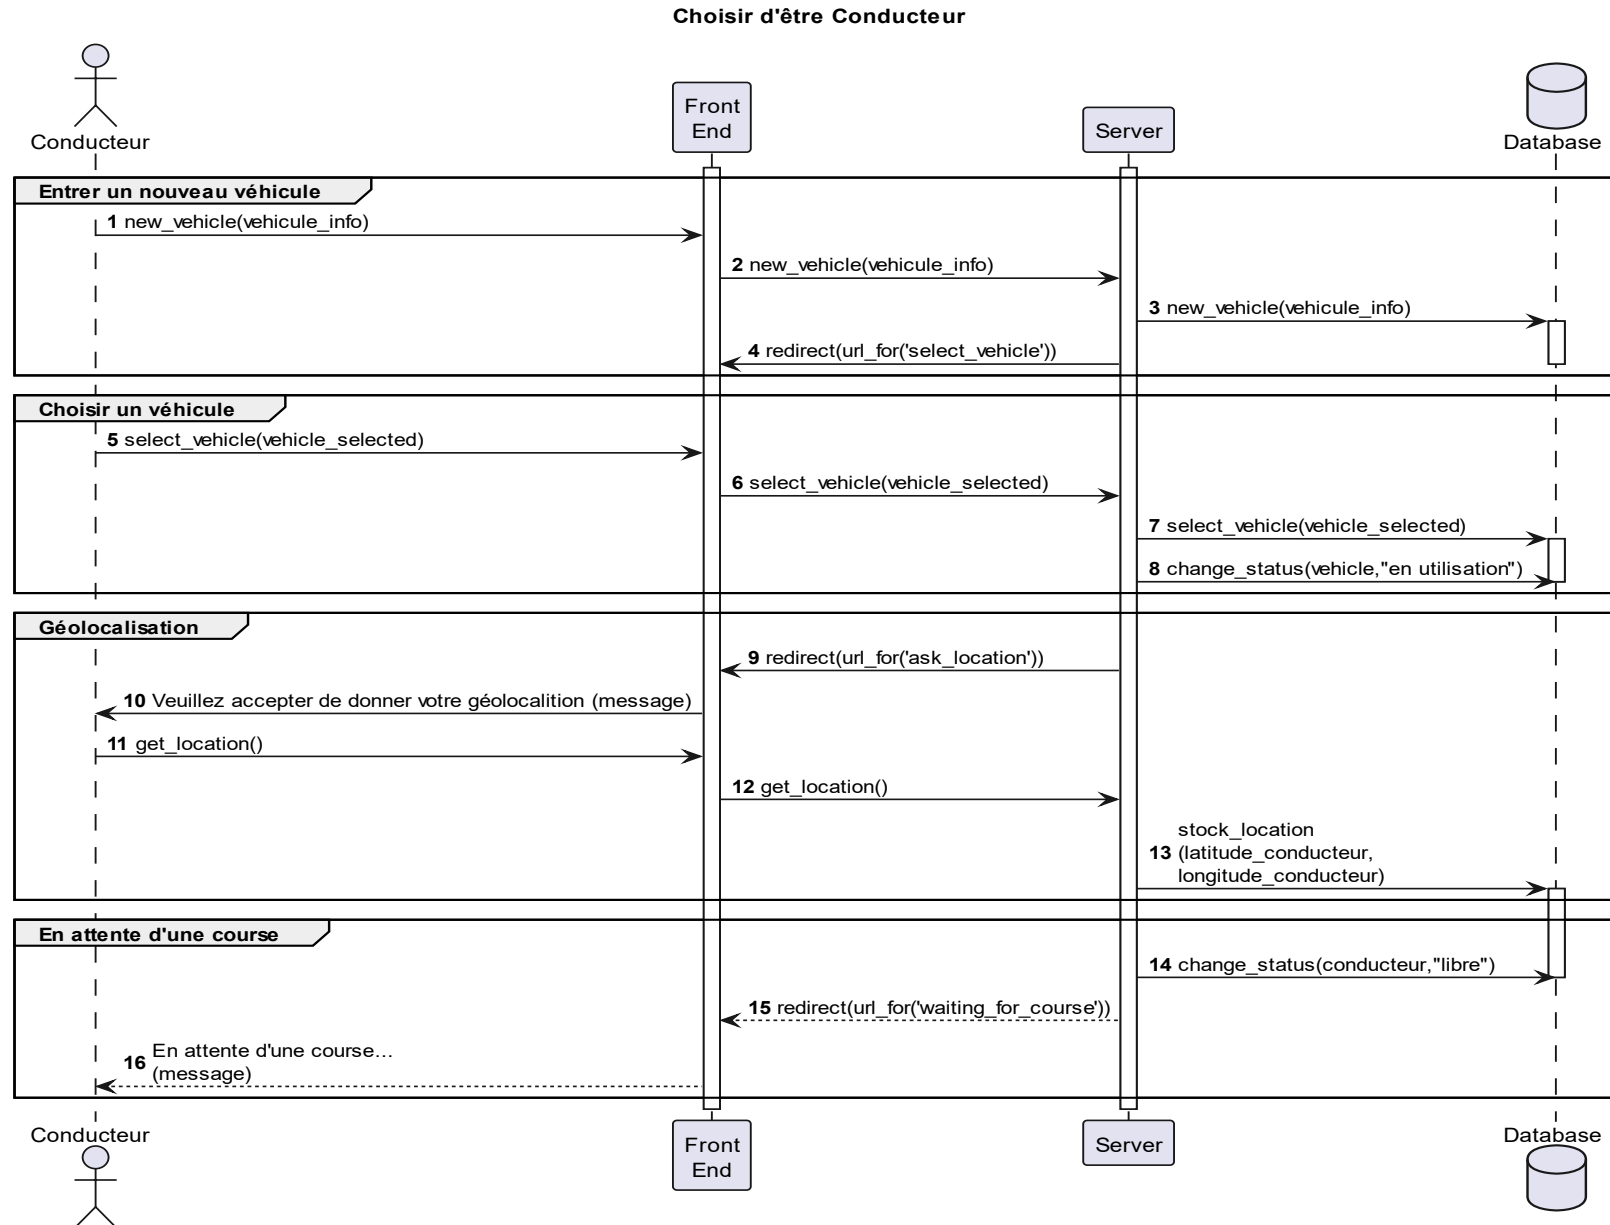 Choisir d'être Conducteur
Conducteur
Front
End
Server
Database
Entrer un nouveau véhicule
1 new_vehicle(vehicule_info)
2 new_vehicle(vehicule_info)
3 new_vehicle(vehicule_info)
4 redirect(url_for('select_vehicle'))
Choisir un véhicule
5 select_vehicle(vehicle_selected)
6 select_vehicle(vehicle_selected)
7 select_vehicle(vehicle_selected)
8 change_status(vehicle,"en utilisation")
Géolocalisation
9 redirect(url_for('ask_location'))
10 Veuillez accepter de donner votre géolocalition (message)
11 get_location()
12 get_location()
stock_location
13 (latitude_conducteur,
longitude_conducteur)
En attente d'une course
14 change_status(conducteur,"libre")
15 redirect(url_for('waiting_for_course'))
En attente d'une course...
16
(message)
Conducteur
Front
End
Server
Database